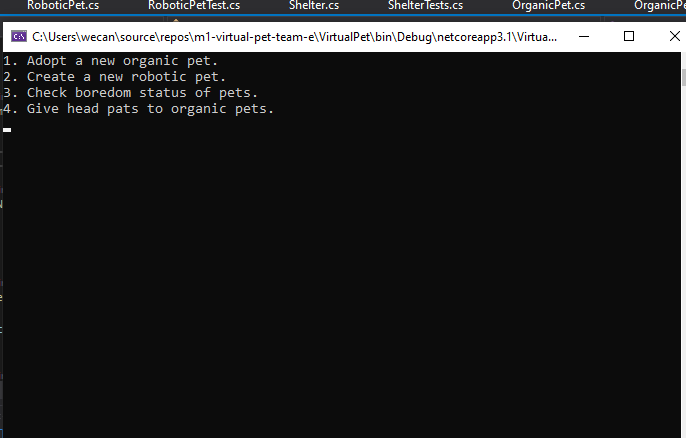 RoboticPet.cs RoboticPetTest.cs Shelter.cs ShelterTests.cs OrganicPet.cs OrganicPe
C:\Users\wecan\source\repos\m1-virtual-pet-team-e\VirtualPet\bin\Debug\netcoreapp3.1\Virtua...
1. Adopt a new organic pet.
2. Create a new robotic pet.
3. Check boredom status of pets.
4. Give head pats to organic pets.